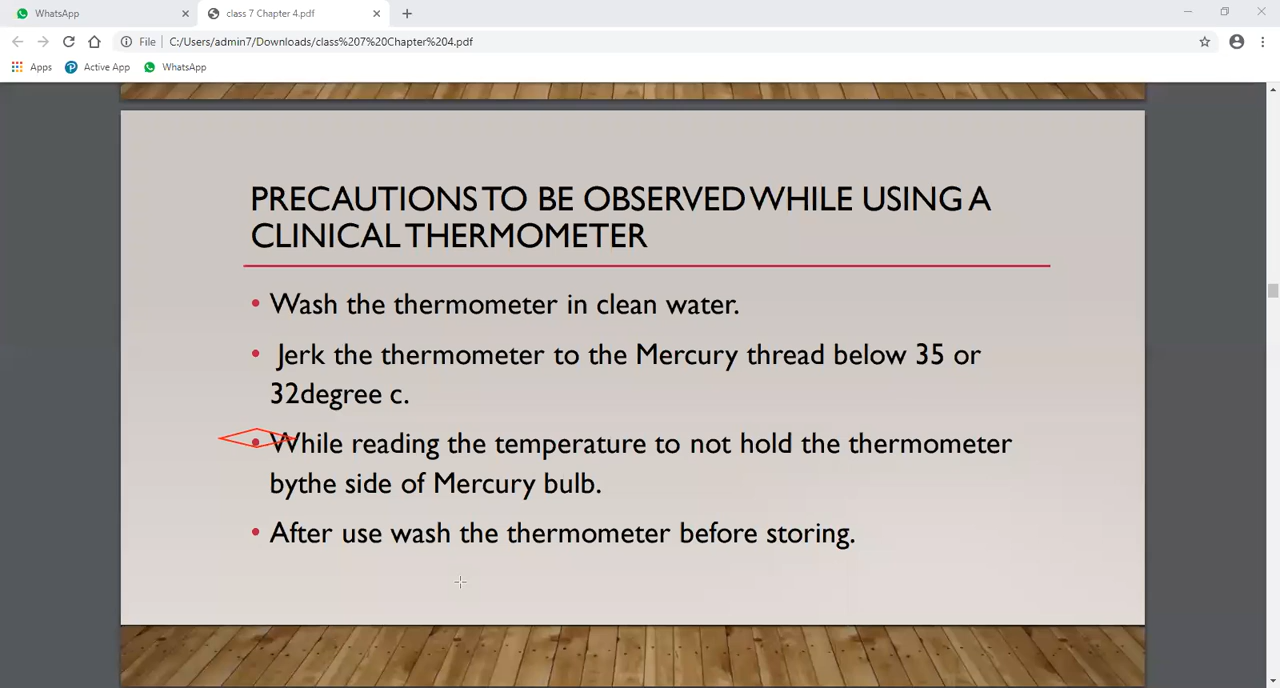 WhatsApp
class 7 Chapter 4.pdf
File
C:/Users/admin7/Downloads/class%207%20Chapter%204.pdf
Apps
Active App
WhatsApp
PRECAUTIONS TO BE OBSERVED WHILE USING A
CLINICAL THERMOMETER
• Wash the thermometer in clean water.
• Jerk the thermometer to the Mercury thread below 35 or
32degree c.
• While reading the temperature to not hold the thermometer
bythe side of Mercury bulb.
• After use wash the thermometer before storing.